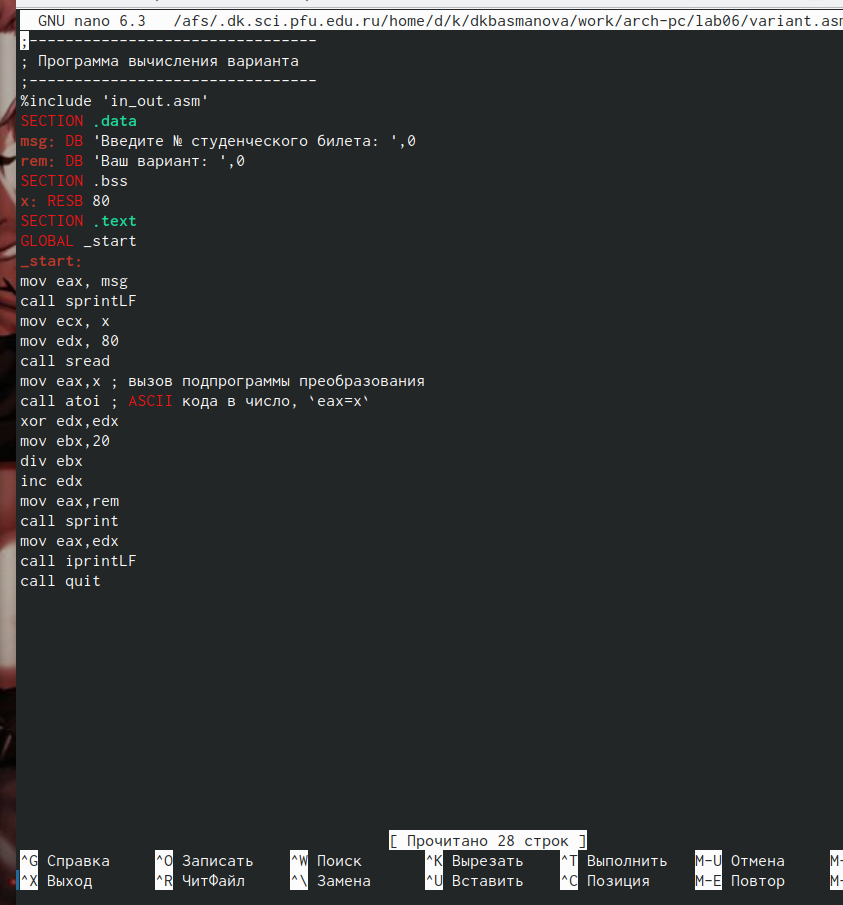 GNU nano 6.3 /afs/.dk.sci.pfu.edu.ru/home/d/k/dkbasmanova/work/arch-pc/lab06/variant.asm
;--------------------------------
; Программа вычисления варианта
;--------------------------------
%include 'in_out.asm'
SECTION .data
msg: DB 'Введите № студенческого билета: ',0
rem: DB 'Ваш вариант: ',0
SECTION .bss
x: RESB 80
SECTION .text
GLOBAL _start
_start:
mov eax, msg
call sprintLF
mov ecx, x
mov edx, 80
call sread
mov eax,x ; вызов подпрограммы преобразования
call atoi ; ASCII кода в число, `eax=x`
xor edx,edx
mov ebx,20
div ebx
inc edx
mov eax,rem
call sprint
mov eax,edx
call iprintLF
call quit
[ Прочитано 28 строк ]
^G Справка ^O Записать ^W Поиск ^K Вырезать ^T Выполнить M-U Отмена M-
^X Выход ^R ЧитФайл ^\ Замена ^U Вставить ^C Позиция M-E Повтор M-